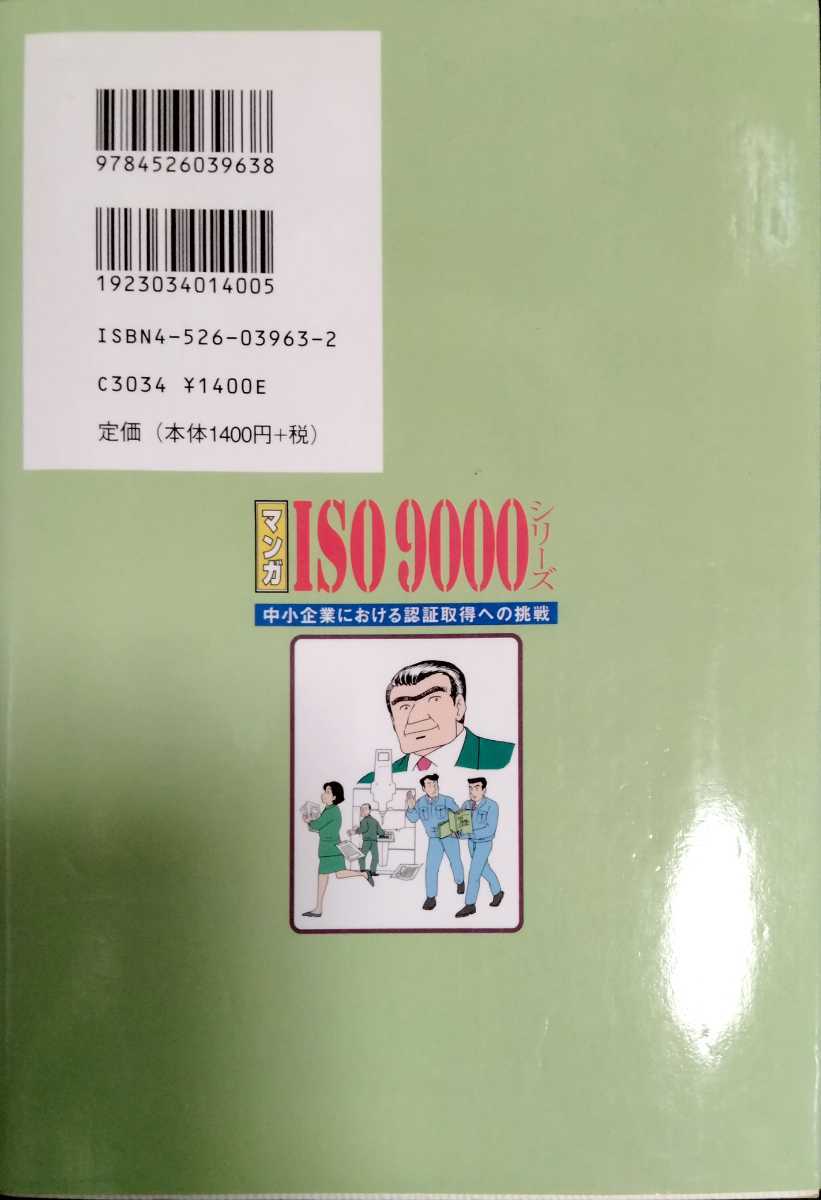 9784526039638
1923034014005
ISBN4-526-03963-2
C3034 ¥1400E
定価（本体1400円+税）
マンガ
ISO 9000
シリーズ
中小企業における認証取得への挑戦